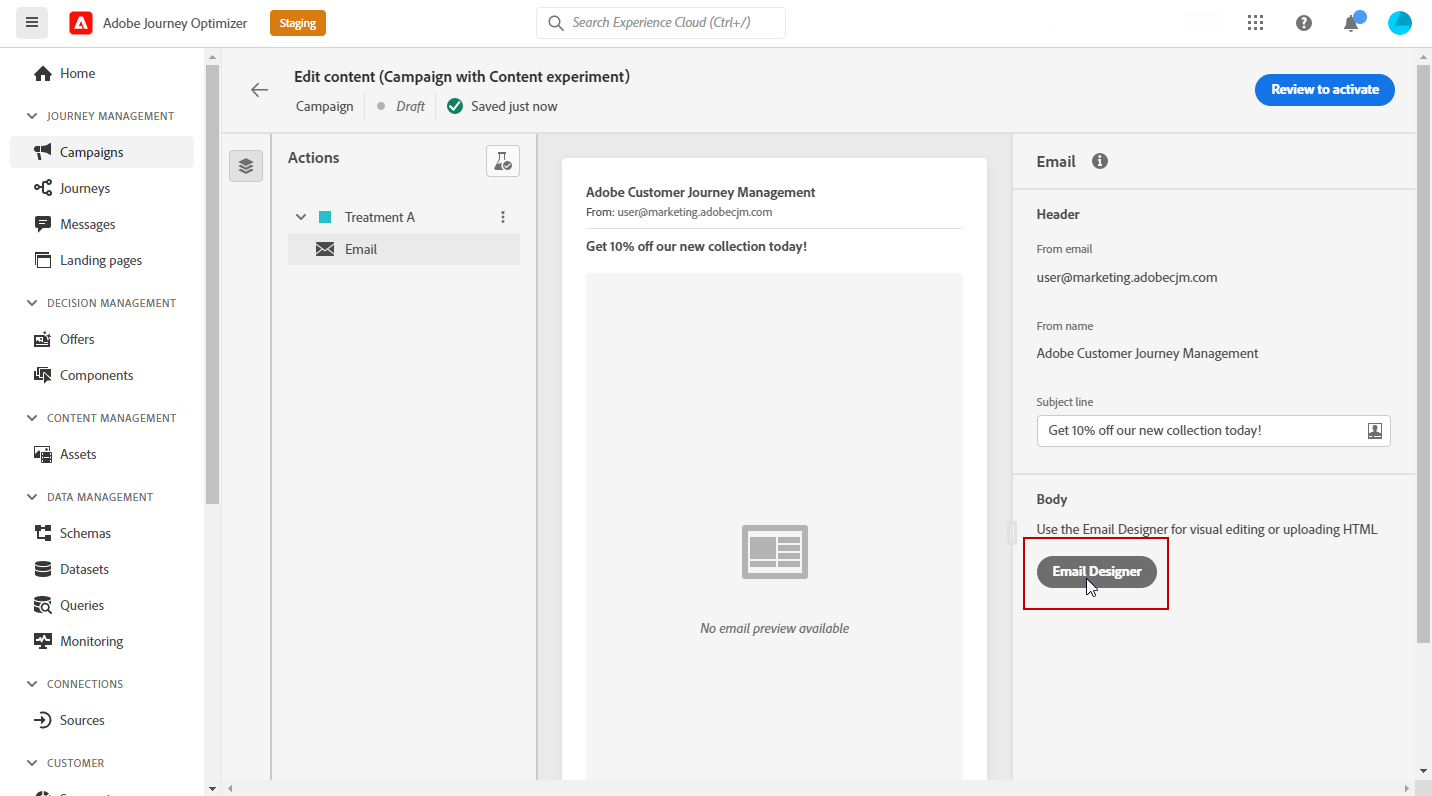 Adobe Journey Optimizer
Staging
Search Experience Cloud (Ctrl+/)
Home
JOURNEY MANAGEMENT
Campaigns
Journeys
Messages
Landing pages
DECISION MANAGEMENT
Offers
Components
CONTENT MANAGEMENT
Assets
DATA MANAGEMENT
Schemas
Datasets
Queries
Monitoring
CONNECTIONS
Sources
CUSTOMER
Edit content (Campaign with Content experiment)
Campaign
Draft
Saved just now
Review to activate
Actions
Treatment A
Email
Adobe Customer Journey Management
From: user@marketing.adobecjm.com
Get 10% off our new collection today!
No email preview available
Email
Header
From email
user@marketing.adobecjm.com
From name
Adobe Customer Journey Management
Subject line
Get 10% off our new collection today!
Body
Use the Email Designer for visual editing or uploading HTML
Email Designer